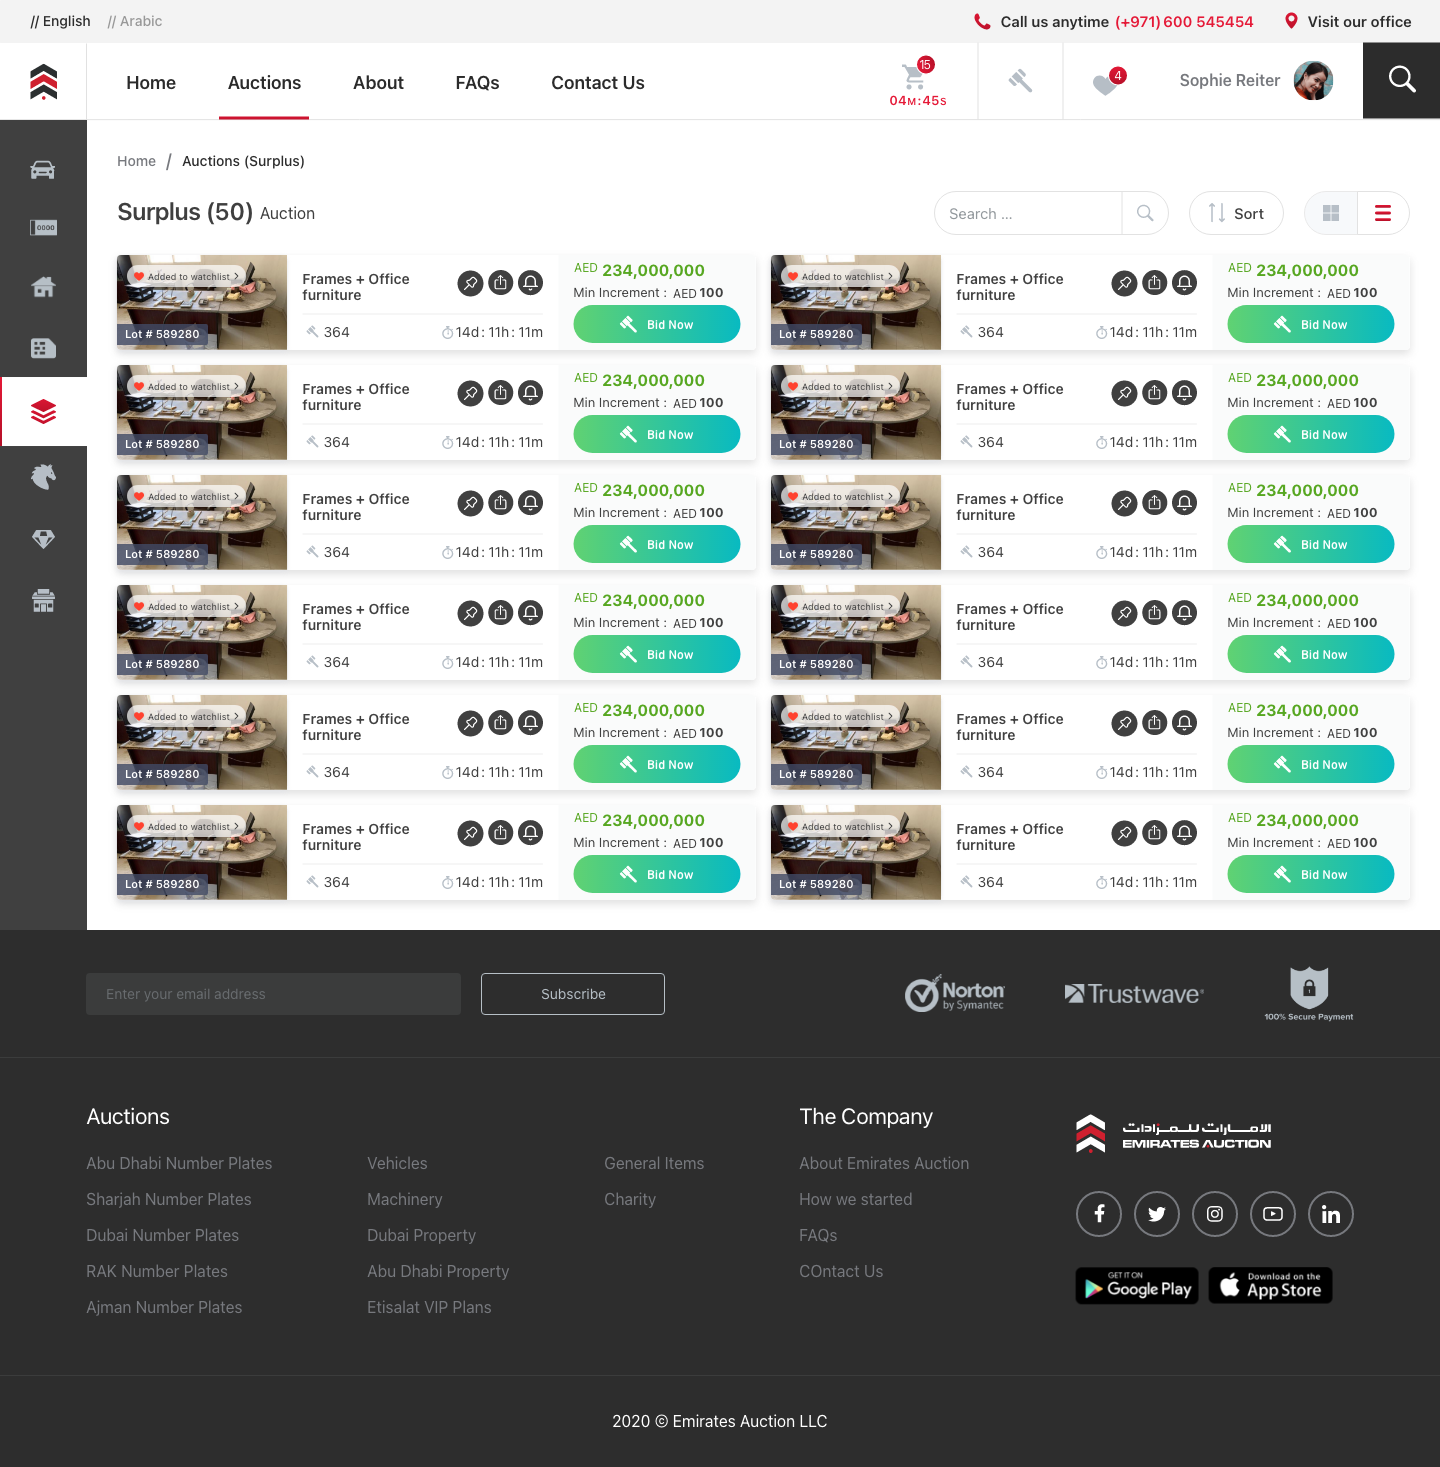 // English // Arabic Call us anytime (+971) 600 545454 Visit our office
Home Auctions About FAQs Contact Us 15 04M:45S 4 Sophie Reiter
0000
Home / Auctions (Surplus)
Surplus (50) Auction Search ... Sort
Added to watchlist Frames + Office furniture AED 234,000,000 Min Increment : AED 100
Lot # 589280 364 14d : 11h : 11m Bid Now
Added to watchlist Frames + Office furniture AED 234,000,000 Min Increment : AED 100
Lot # 589280 364 14d : 11h : 11m Bid Now
Added to watchlist Frames + Office furniture AED 234,000,000 Min Increment : AED 100
Lot # 589280 364 14d : 11h : 11m Bid Now
Added to watchlist Frames + Office furniture AED 234,000,000 Min Increment : AED 100
Lot # 589280 364 14d : 11h : 11m Bid Now
Added to watchlist Frames + Office furniture AED 234,000,000 Min Increment : AED 100
Lot # 589280 364 14d : 11h : 11m Bid Now
Added to watchlist Frames + Office furniture AED 234,000,000 Min Increment : AED 100
Lot # 589280 364 14d : 11h : 11m Bid Now
Added to watchlist Frames + Office furniture AED 234,000,000 Min Increment : AED 100
Lot # 589280 364 14d : 11h : 11m Bid Now
Added to watchlist Frames + Office furniture AED 234,000,000 Min Increment : AED 100
Lot # 589280 364 14d : 11h : 11m Bid Now
Added to watchlist Frames + Office furniture AED 234,000,000 Min Increment : AED 100
Lot # 589280 364 14d : 11h : 11m Bid Now
Added to watchlist Frames + Office furniture AED 234,000,000 Min Increment : AED 100
Lot # 589280 364 14d : 11h : 11m Bid Now
Added to watchlist Frames + Office furniture AED 234,000,000 Min Increment : AED 100
Lot # 589280 364 14d : 11h : 11m Bid Now
Added to watchlist Frames + Office furniture AED 234,000,000 Min Increment : AED 100
Lot # 589280 364 14d : 11h : 11m Bid Now
Enter your email address Subscribe
Norton
by Symantec
Trustwave®
100% Secure Payment
Auctions
Abu Dhabi Number Plates
Sharjah Number Plates
Dubai Number Plates
RAK Number Plates
Ajman Number Plates
Vehicles
Machinery
Dubai Property
Abu Dhabi Property
Etisalat VIP Plans
General Items
Charity
The Company
About Emirates Auction
How we started
FAQs
COntact Us
الامارات للمزادات
EMIRATES AUCTION
GET IT ON
Google Play
Download on the
App Store
2020 © Emirates Auction LLC